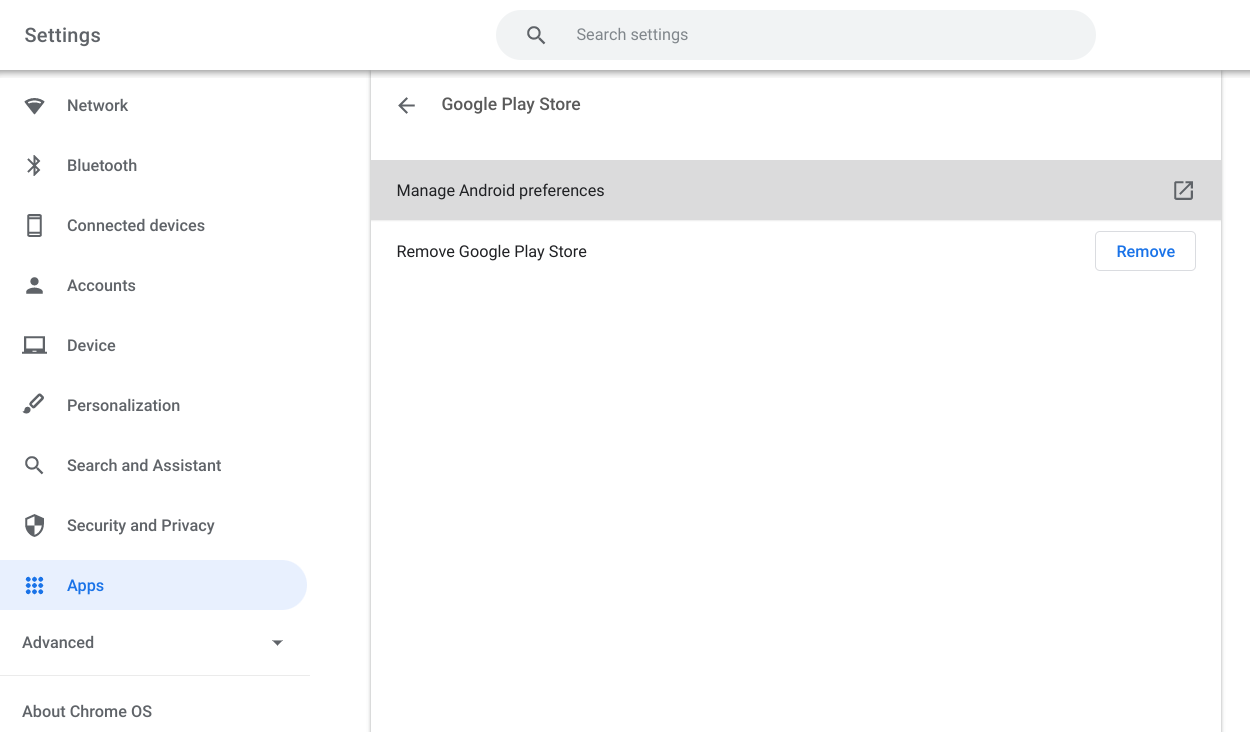 Settings
Search settings
Network
Bluetooth
Connected devices
Accounts
Device
Personalization
Search and Assistant
Security and Privacy
Apps
Advanced
About Chrome OS
Google Play Store
Manage Android preferences
Remove Google Play Store
Remove